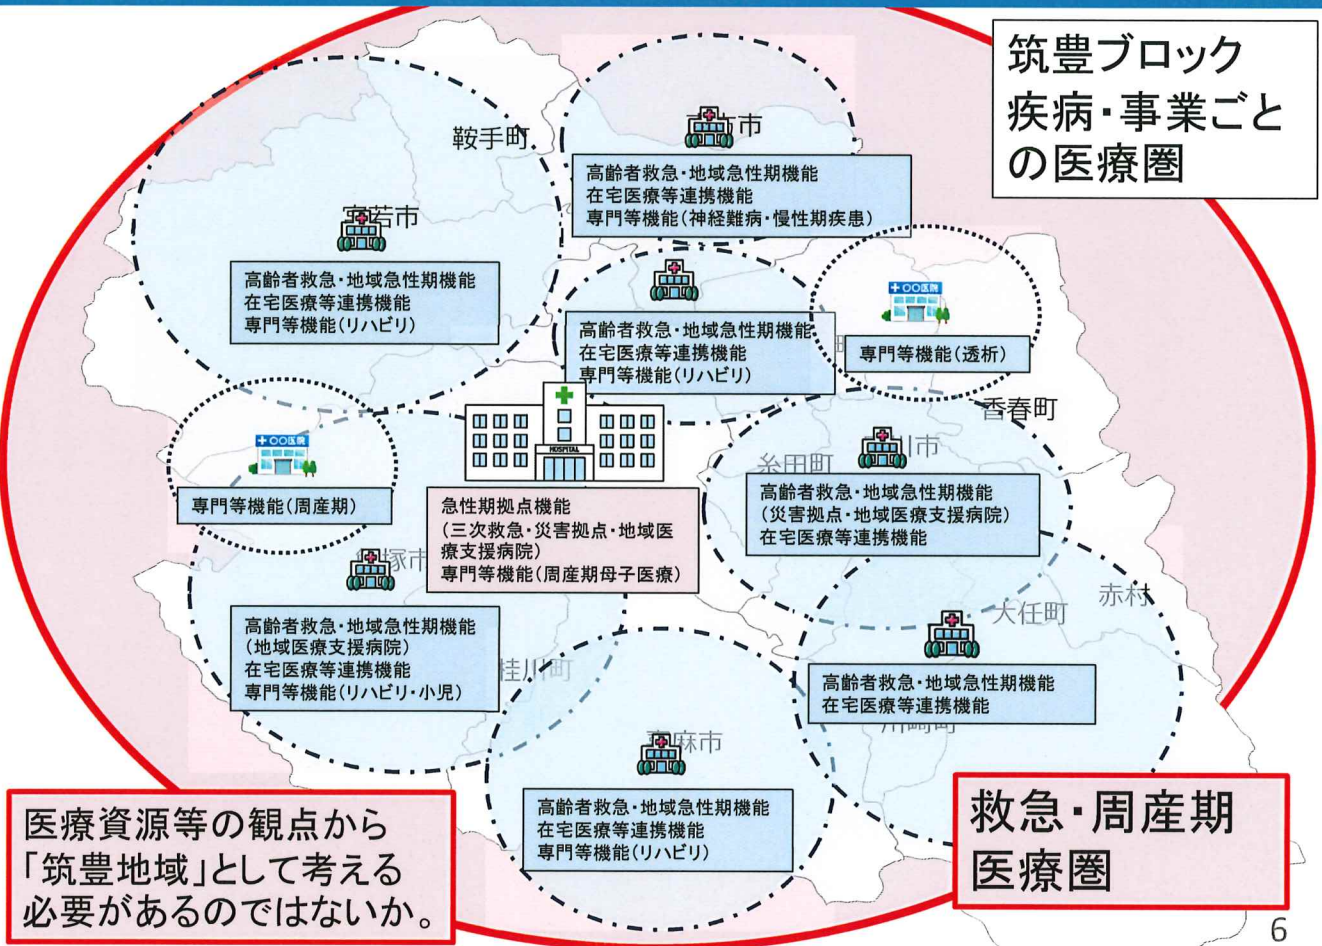 筑豊ブロック
疾病・事業ごと
の医療圏
鞍手町
市
高齢者救急・地域急性期機能
在宅医療等連携機能
専門等機能(神経難病・慢性期疾患)
若市
高齢者救急・地域急性期機能
在宅医療等連携機能
専門等機能(リハビリ)
高齢者救急・地域急性期機能
在宅医療等連携機能
専門等機能(リハビリ)
+○○医院
専門等機能(透析)
香春町
糸田町
川市
高齢者救急・地域急性期機能
(災害拠点・地域医療支援病院)
在宅医療等連携機能
+○○医院
専門等機能(周産期)
HOSPITAL
急性期拠点機能
(三次救急・災害拠点・地域医
療支援病院)
専門等機能(周産期母子医療)
塚市
高齢者救急・地域急性期機能
(地域医療支援病院)
在宅医療等連携機能
専門等機能(リハビリ・小児)
桂川町
大任町
赤村
高齢者救急・地域急性期機能
在宅医療等連携機能
川崎町
麻市
高齢者救急・地域急性期機能
在宅医療等連携機能
専門等機能(リハビリ)
医療資源等の観点から
「筑豊地域」として考える
必要があるのではないか。
救急・周産期
医療圏
6